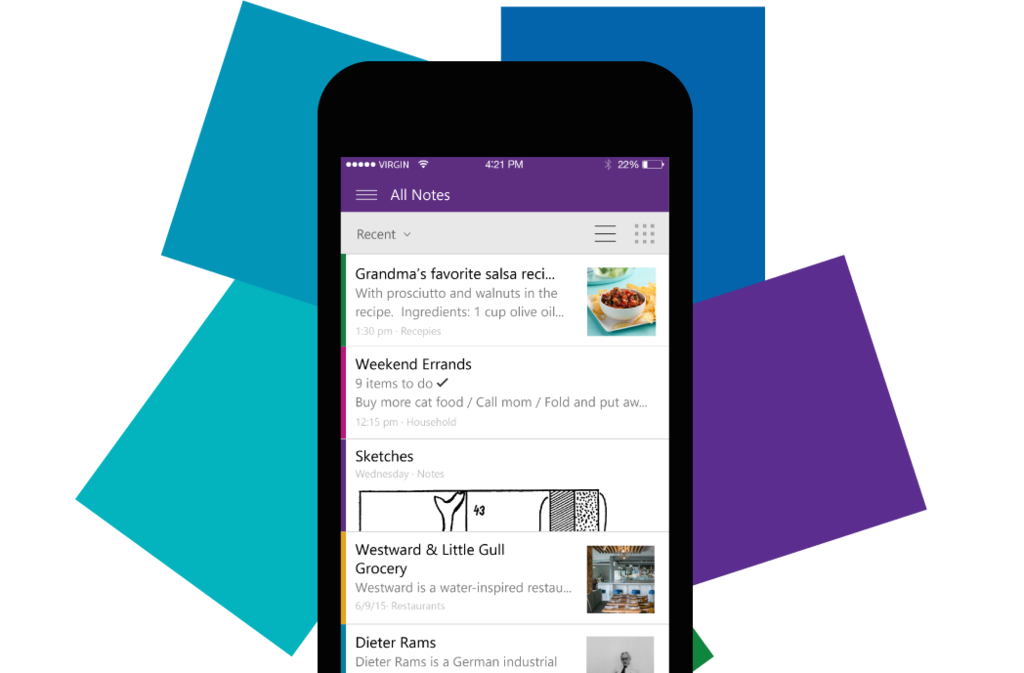 VIRGIN 4:21 PM 22%
All Notes
Recent
Grandma's favorite salsa reci...
With prosciutto and walnuts in the
recipe. Ingredients: 1 cup olive oil...
1:30 pm · Recepies
Weekend Errands
9 items to do ✓
Buy more cat food / Call mom / Fold and put aw...
12:15 pm · Household
Sketches
Wednesday · Notes
43
Westward & Little Gull
Grocery
Westward is a water-inspired restau...
6/9/15· Restaurants
Dieter Rams
Dieter Rams is a German industrial